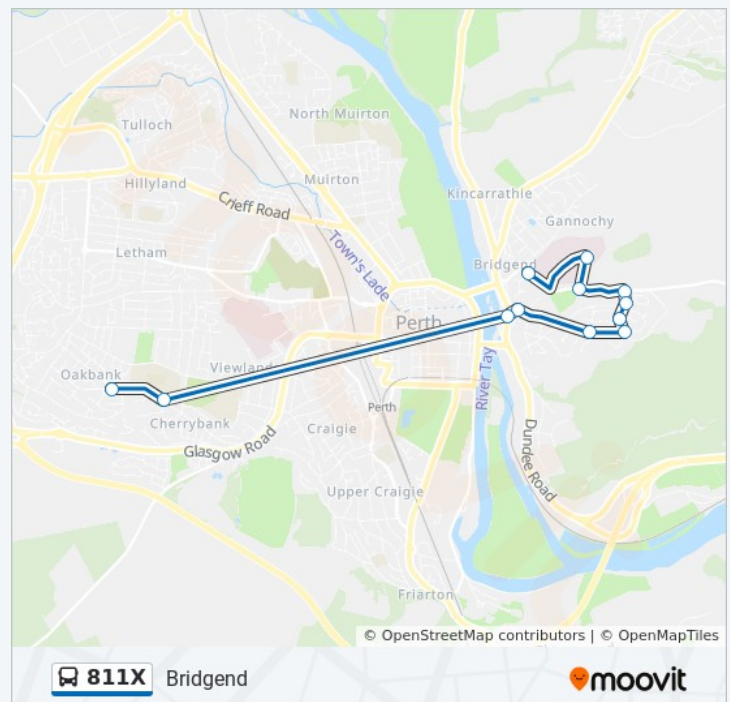 North Muirton
Tulloch
Muirton
Hillyland
Kincarrathie
Crieff Road
Gannochy
Letham
Town's Lade
Bridgend
Perth
Viewland
Oakbank
River Tay
Perth
Cherrybank
Craigie
Glasgow Road
Dundee Road
Upper Craigie
Friarton
© OpenStreetMap contributors | © OpenMapTiles
811X Bridgend moovit